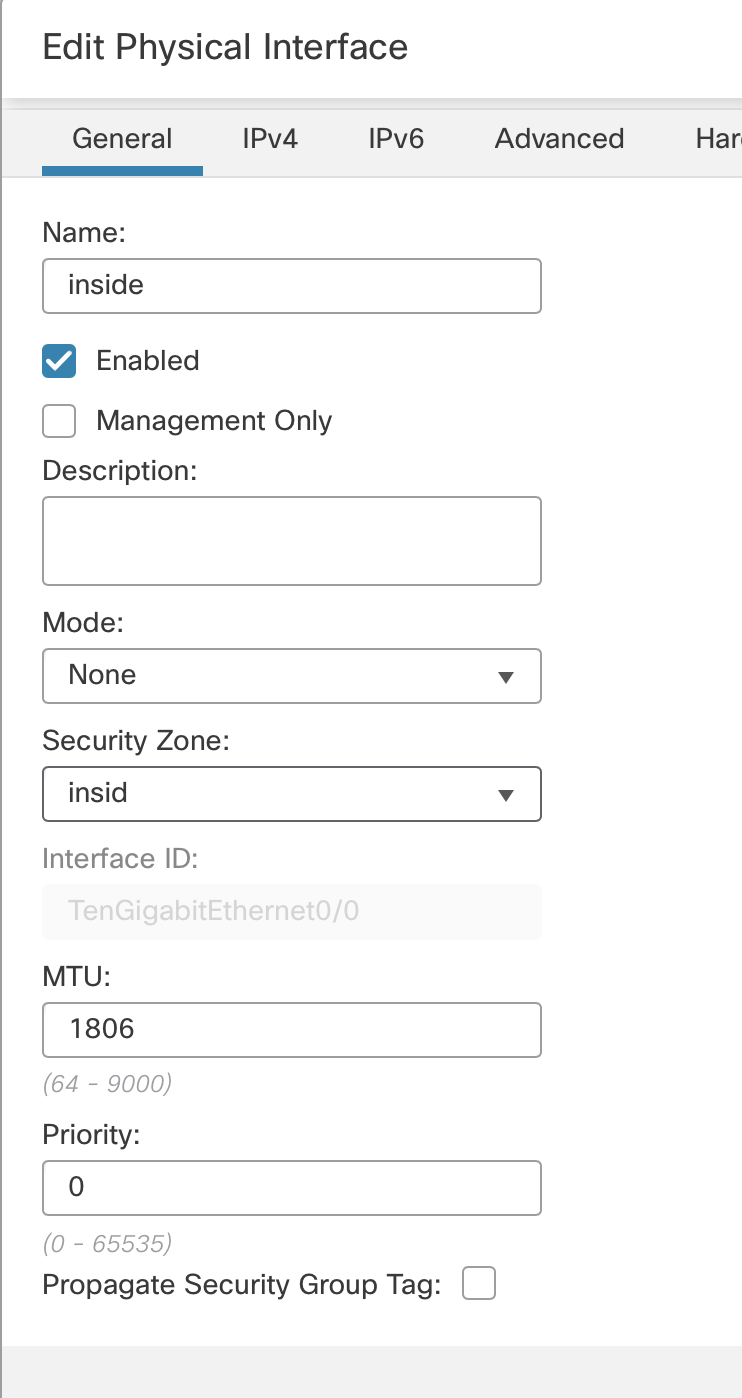 Edit Physical Interface
General IPv4 IPv6 Advanced Har
Name:
inside
Enabled
Management Only
Description:
Mode:
None
Security Zone:
insid
Interface ID:
TenGigabitEthernet0/0
MTU:
1806
(64 - 9000)
Priority:
0
(0 - 65535)
Propagate Security Group Tag: